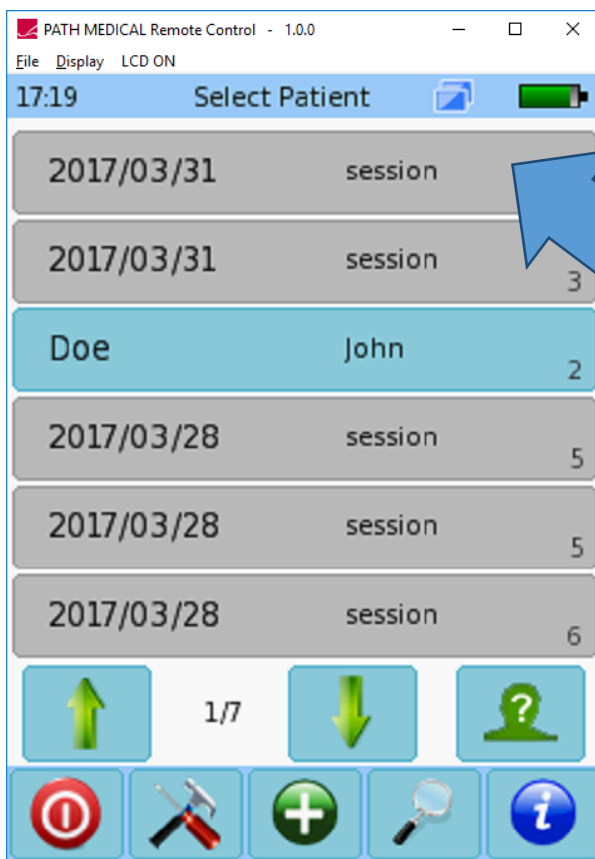 PATH MEDICAL Remote Control - 1.0.0
File Display LCD ON
17:19 Select Patient
2017/03/31 session
2017/03/31 session 3
Doe John 2
2017/03/28 session 5
2017/03/28 session 5
2017/03/28 session 6
1/7
?
i